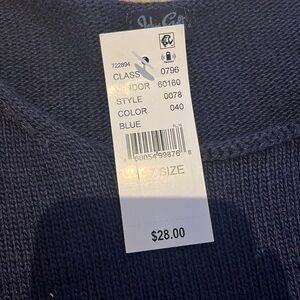 722894
CLASS 0796
VENDOR 60160
STYLE 0078
COLOR 040
BLUE
SIZE
$28.00